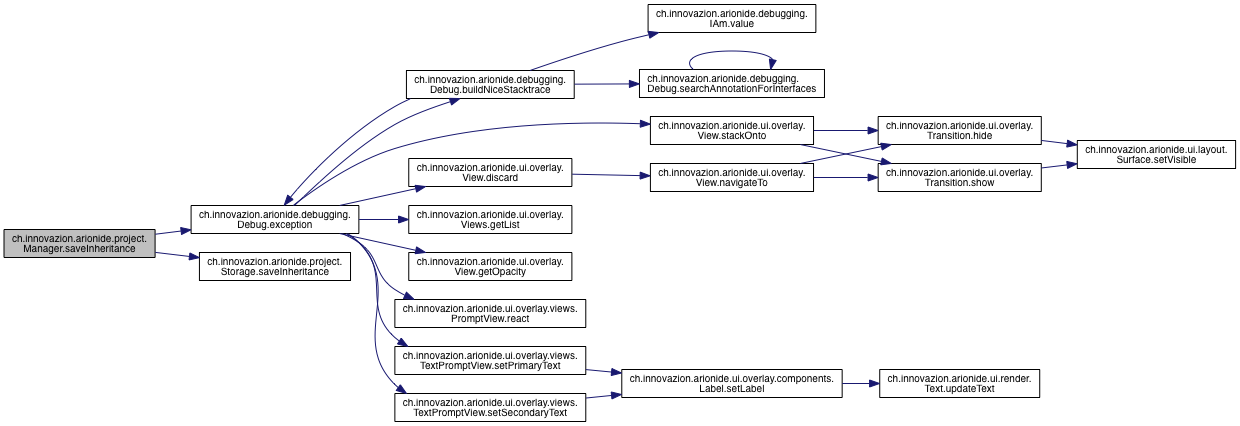 ch.innovazion.arionide.project.
Manager.saveInheritance
ch.innovazion.arionide.debugging.
Debug.exception
ch.innovazion.arionide.project.
Storage.saveInheritance
ch.innovazion.arionide.debugging.
Debug.buildNiceStacktrace
ch.innovazion.arionide.ui.overlay.
View.discard
ch.innovazion.arionide.ui.overlay.
Views.getList
ch.innovazion.arionide.ui.overlay.
View.getOpacity
ch.innovazion.arionide.ui.overlay.views.
PromptView.react
ch.innovazion.arionide.ui.overlay.views.
TextPromptView.setPrimaryText
ch.innovazion.arionide.ui.overlay.views.
TextPromptView.setSecondaryText
ch.innovazion.arionide.debugging.
IAm.value
ch.innovazion.arionide.debugging.
Debug.searchAnnotationForInterfaces
ch.innovazion.arionide.ui.overlay.
View.stackOnto
ch.innovazion.arionide.ui.overlay.
View.navigateTo
ch.innovazion.arionide.ui.overlay.components.
Label.setLabel
ch.innovazion.arionide.ui.overlay.
Transition.hide
ch.innovazion.arionide.ui.overlay.
Transition.show
ch.innovazion.arionide.ui.render.
Text.updateText
ch.innovazion.arionide.ui.layout.
Surface.setVisible